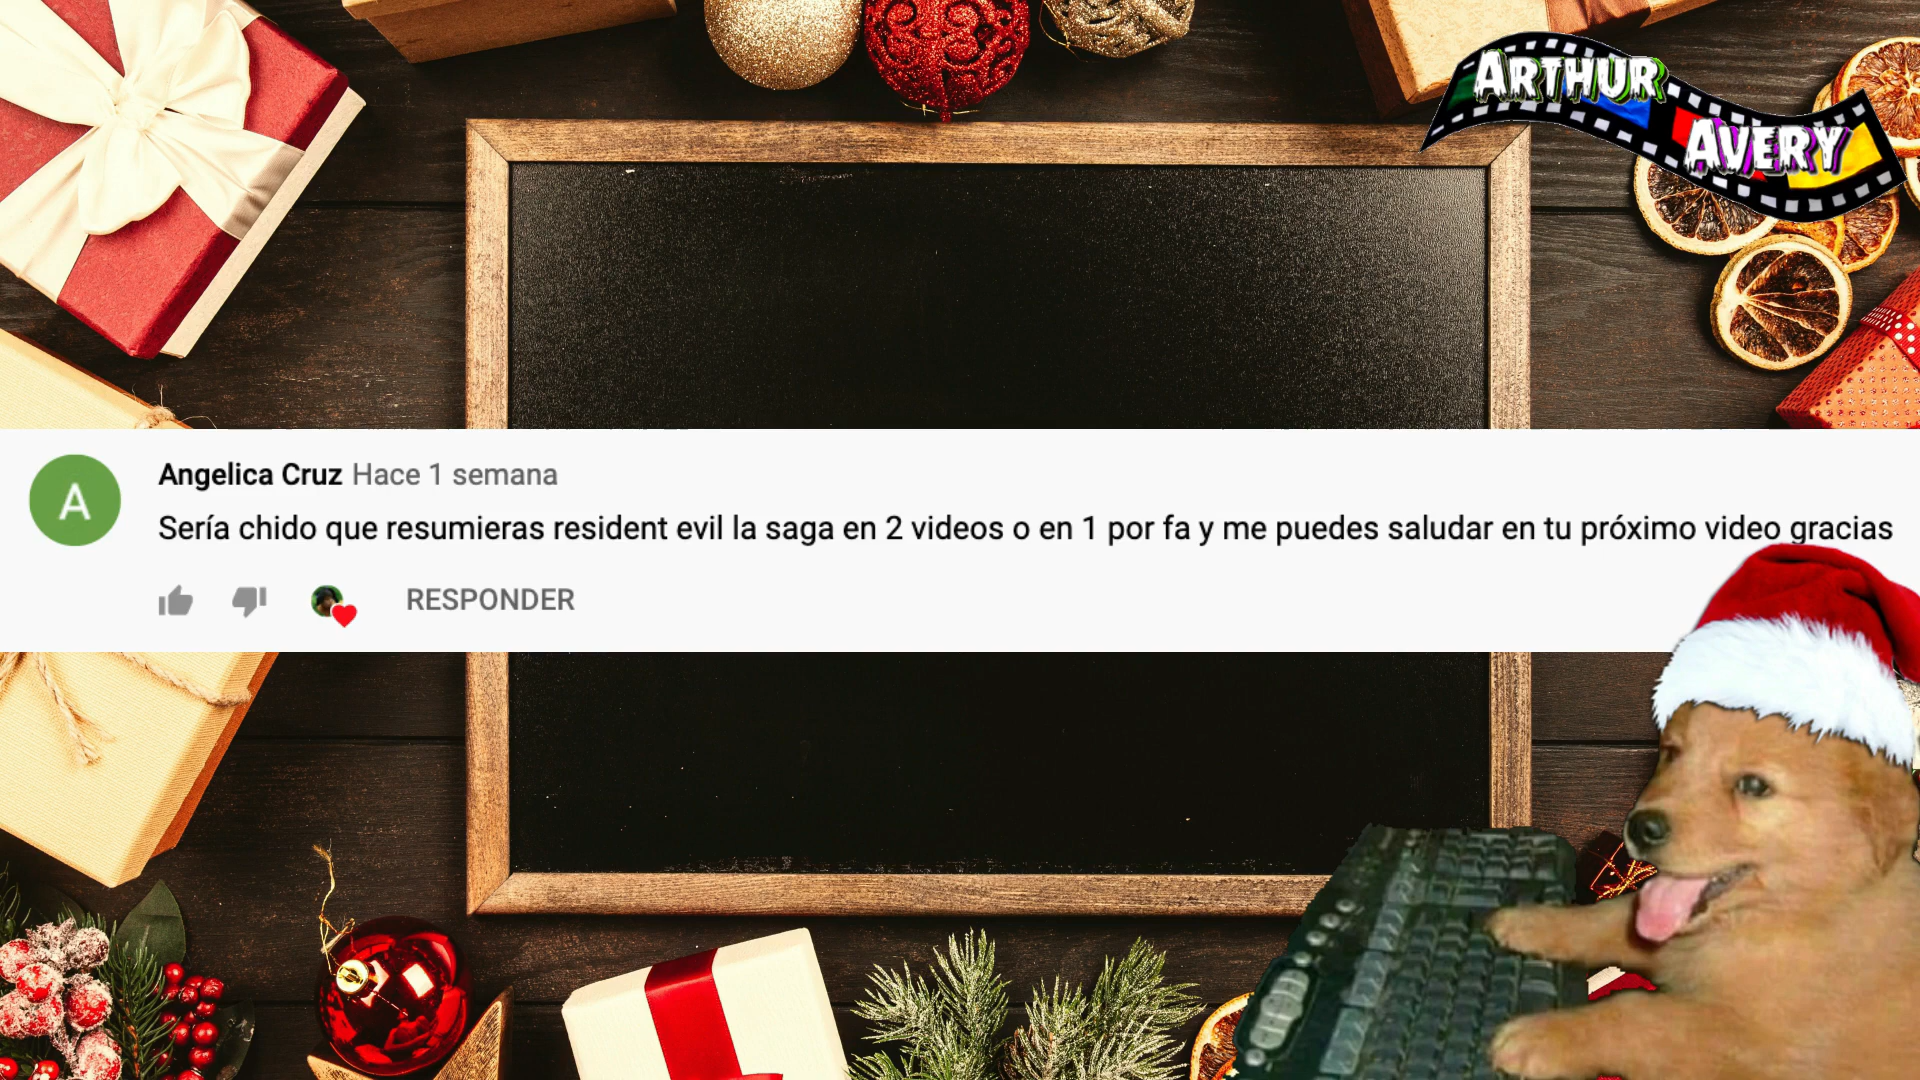 ARTHUR
AVERY
A
Angelica Cruz Hace 1 semana
Sería chido que resumieras resident evil la saga en 2 videos o en 1 por fa y me puedes saludar en tu próximo video gracias
RESPONDER